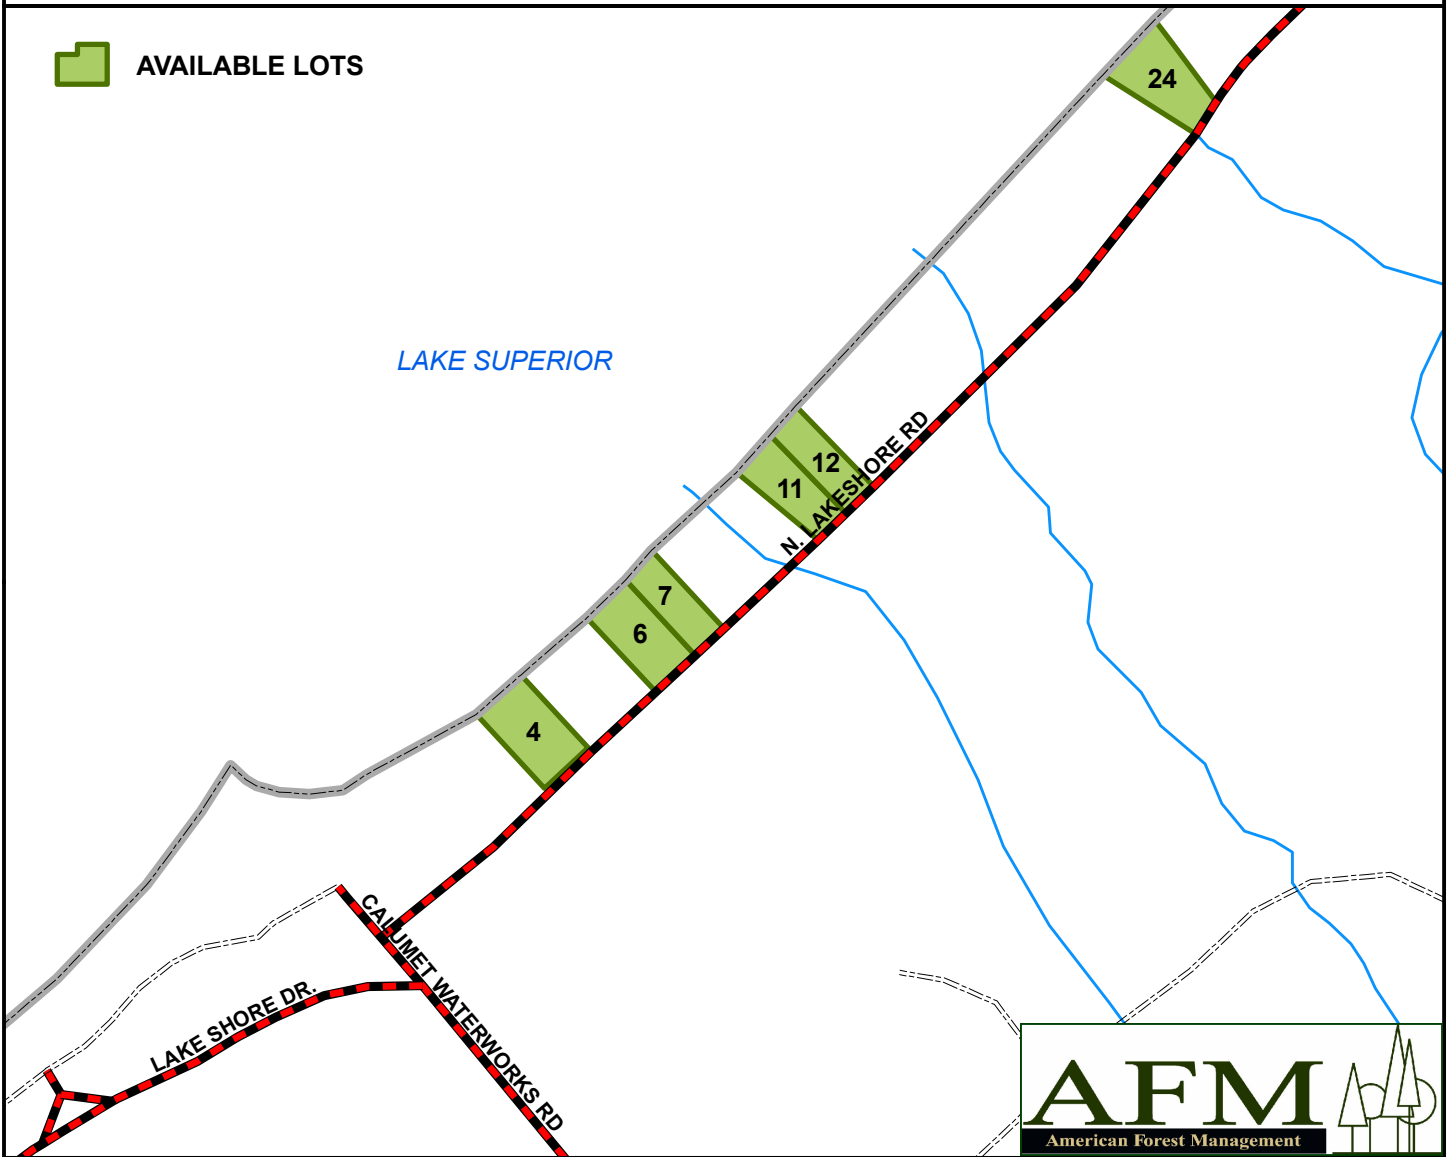 AVAILABLE LOTS
24
LAKE SUPERIOR
12
11
N. LAKESHORE RD
7
6
4
CALUMET WATERWORKS RD
LAKE SHORE DR.
AFM
American Forest Management